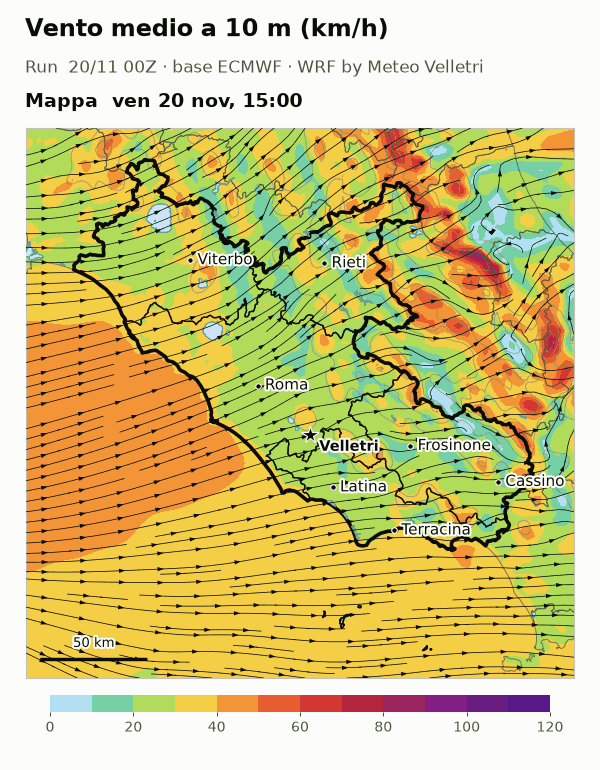 Vento medio a 10 m (km/h)
Run  20/11 00Z · base ECMWF · WRF by Meteo Velletri
Mappa  ven 20 nov, 15:00
Viterbo
Rieti
Roma
Velletri
Frosinone
Latina
Cassino
Terracina
50 km
0 20 40 60 80 100 120